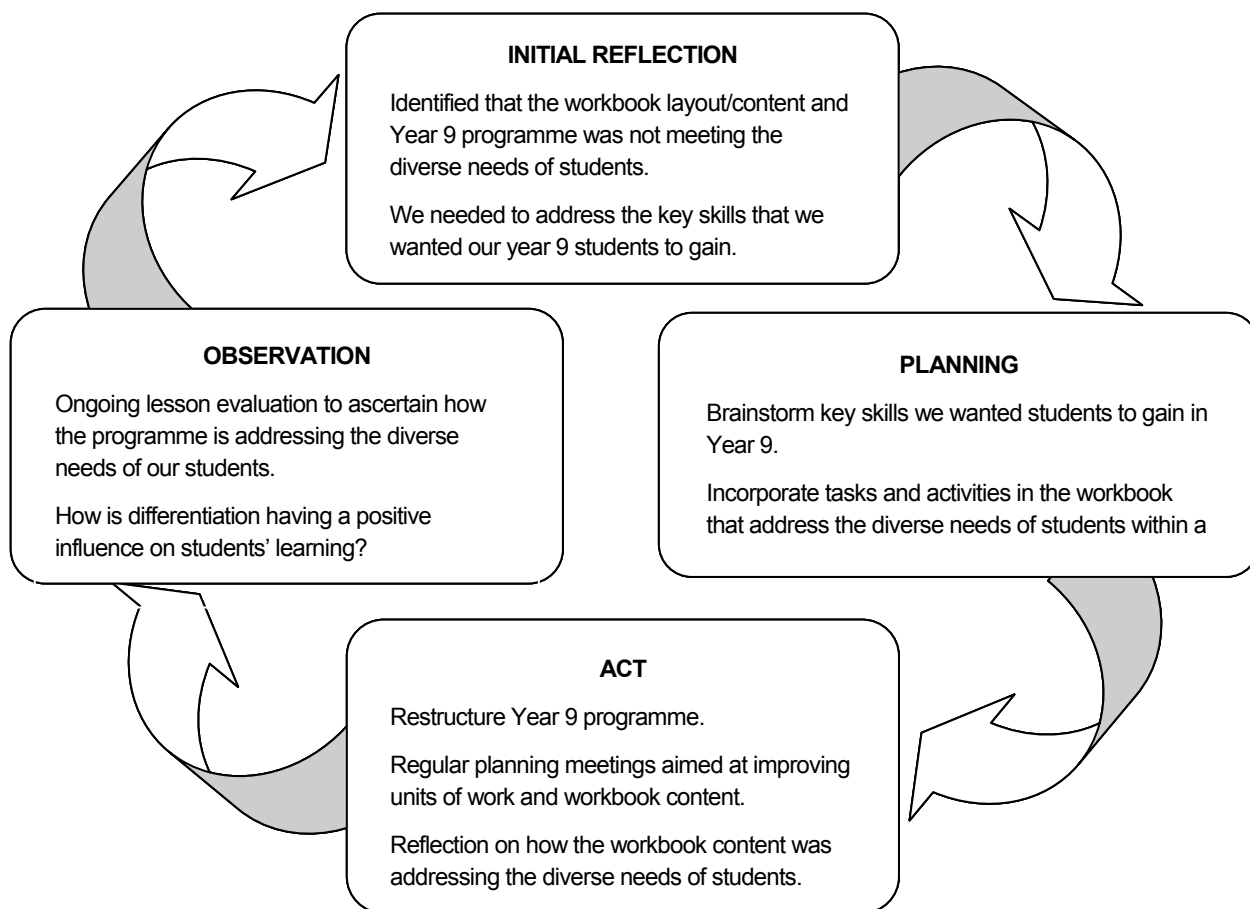 INITIAL REFLECTION
Identified that the workbook layout/content and
Year 9 programme was not meeting the
diverse needs of students.
We needed to address the key skills that we
wanted our year 9 students to gain.
PLANNING
Brainstorm key skills we wanted students to gain in
Year 9.
Incorporate tasks and activities in the workbook
that address the diverse needs of students within a
ACT
Restructure Year 9 programme.
Regular planning meetings aimed at improving
units of work and workbook content.
Reflection on how the workbook content was
addressing the diverse needs of students.
OBSERVATION
Ongoing lesson evaluation to ascertain how
the programme is addressing the diverse
needs of our students.
How is differentiation having a positive
influence on students’ learning?